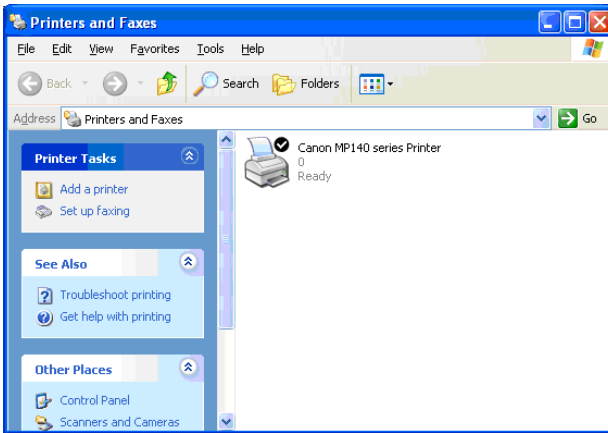 Printers and Faxes
File Edit View Favorites Tools Help
Back Search Folders
Address Printers and Faxes Go
Printer Tasks
Add a printer
Set up faxing
See Also
Troubleshoot printing
Get help with printing
Other Places
Control Panel
Scanners and Cameras
Canon MP140 series Printer
0
Ready